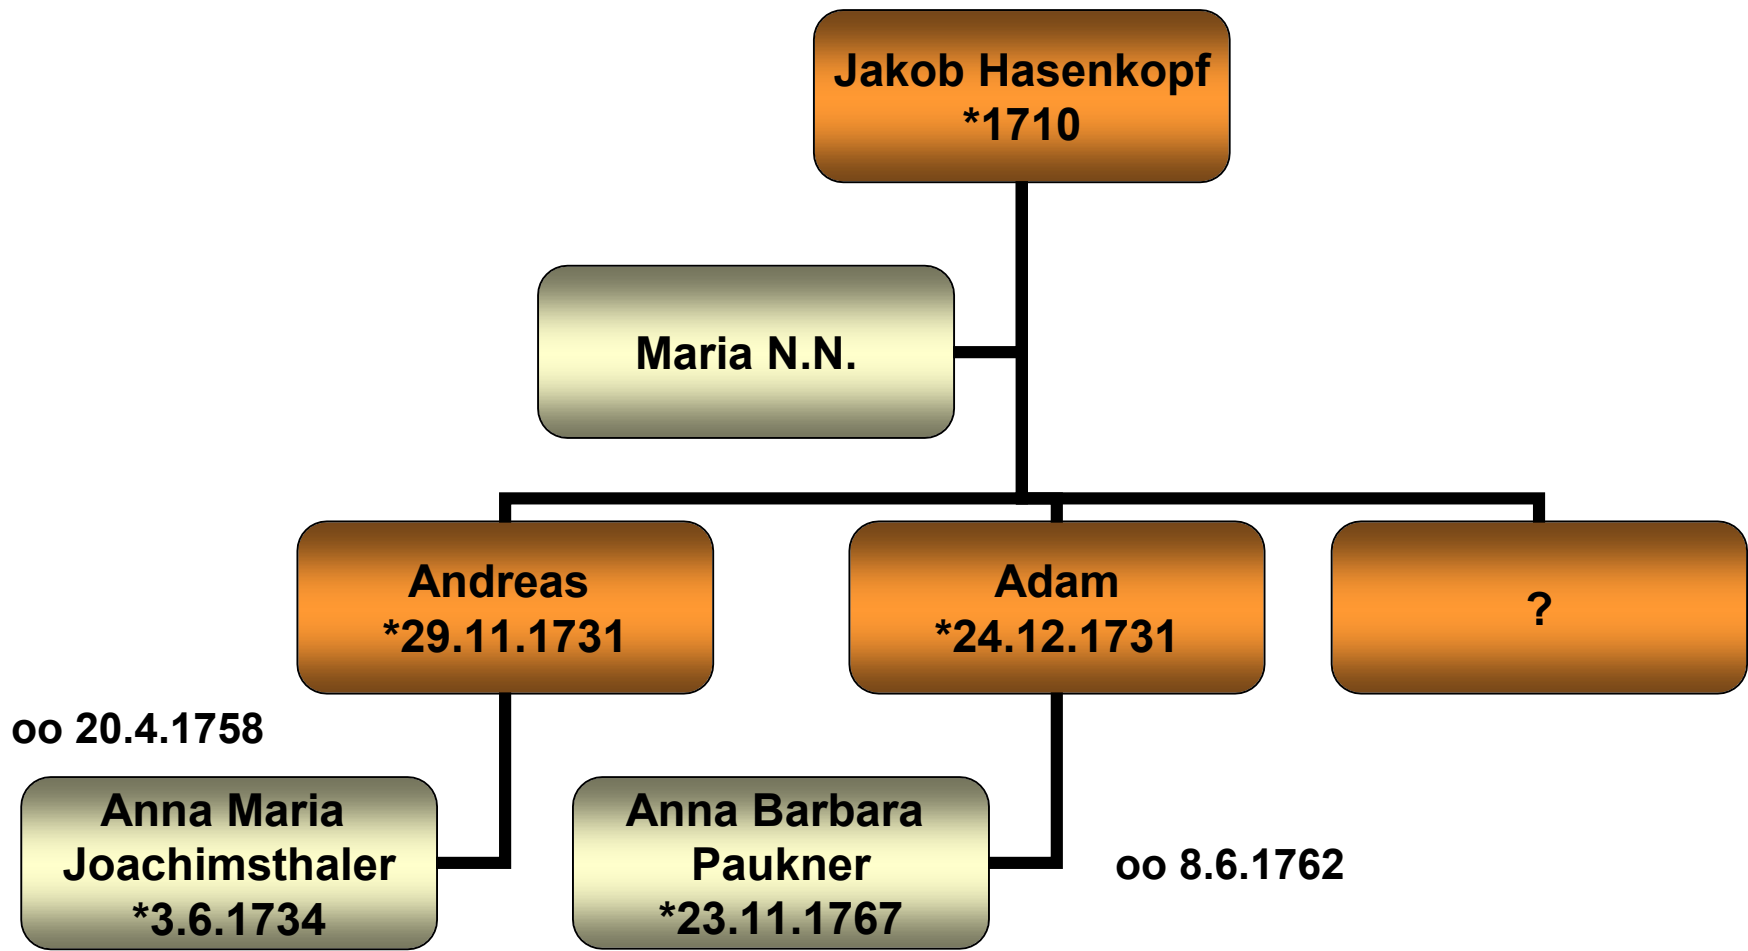 Jakob Hasenkopf
*1710
Maria N.N.
Andreas
*29.11.1731
Adam
*24.12.1731
?
oo 20.4.1758
Anna Maria
Joachimsthaler
*3.6.1734
Anna Barbara
Paukner
*23.11.1767
oo 8.6.1762